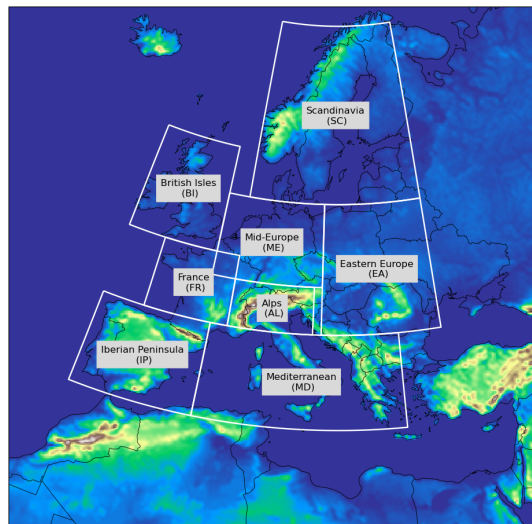 Scandinavia
(SC)
British Isles
(BI)
Mid-Europe
(ME)
Eastern Europe
(EA)
France
(FR)
Alps
(AL)
Iberian Peninsula
(IP)
Mediterranean
(MD)